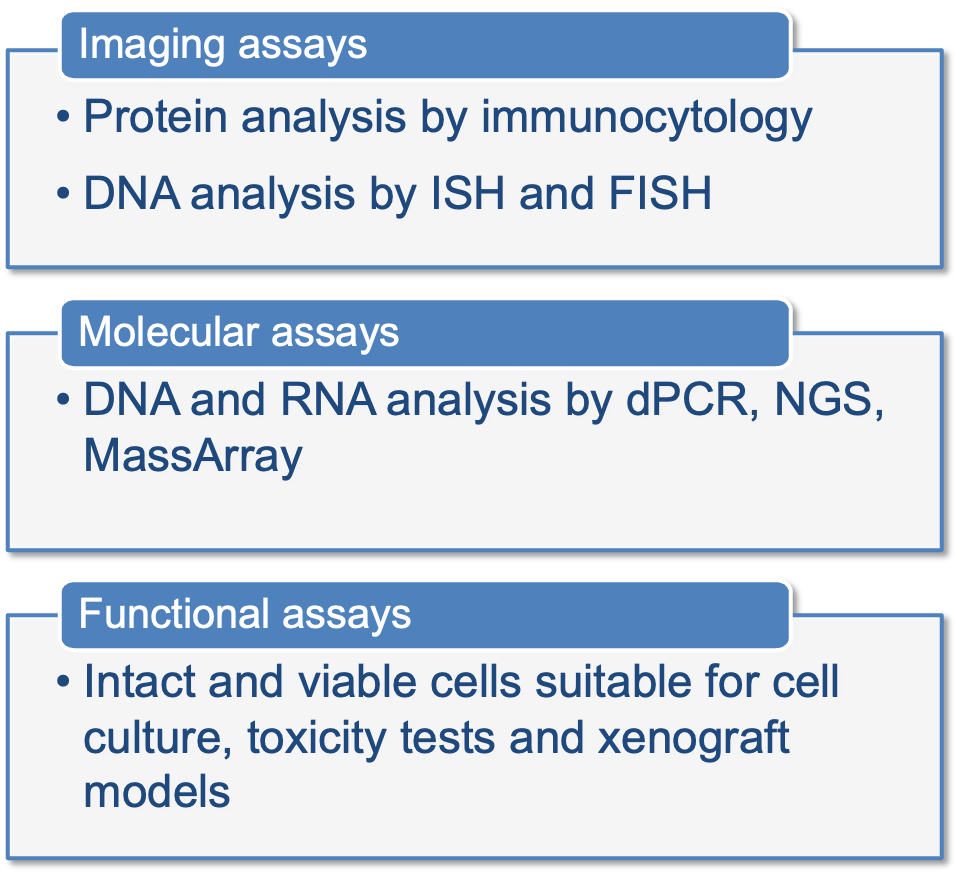 Imaging assays
• Protein analysis by immunocytology
• DNA analysis by ISH and FISH
Molecular assays
• DNA and RNA analysis by dPCR, NGS,
MassArray
Functional assays
• Intact and viable cells suitable for cell
culture, toxicity tests and xenograft
models